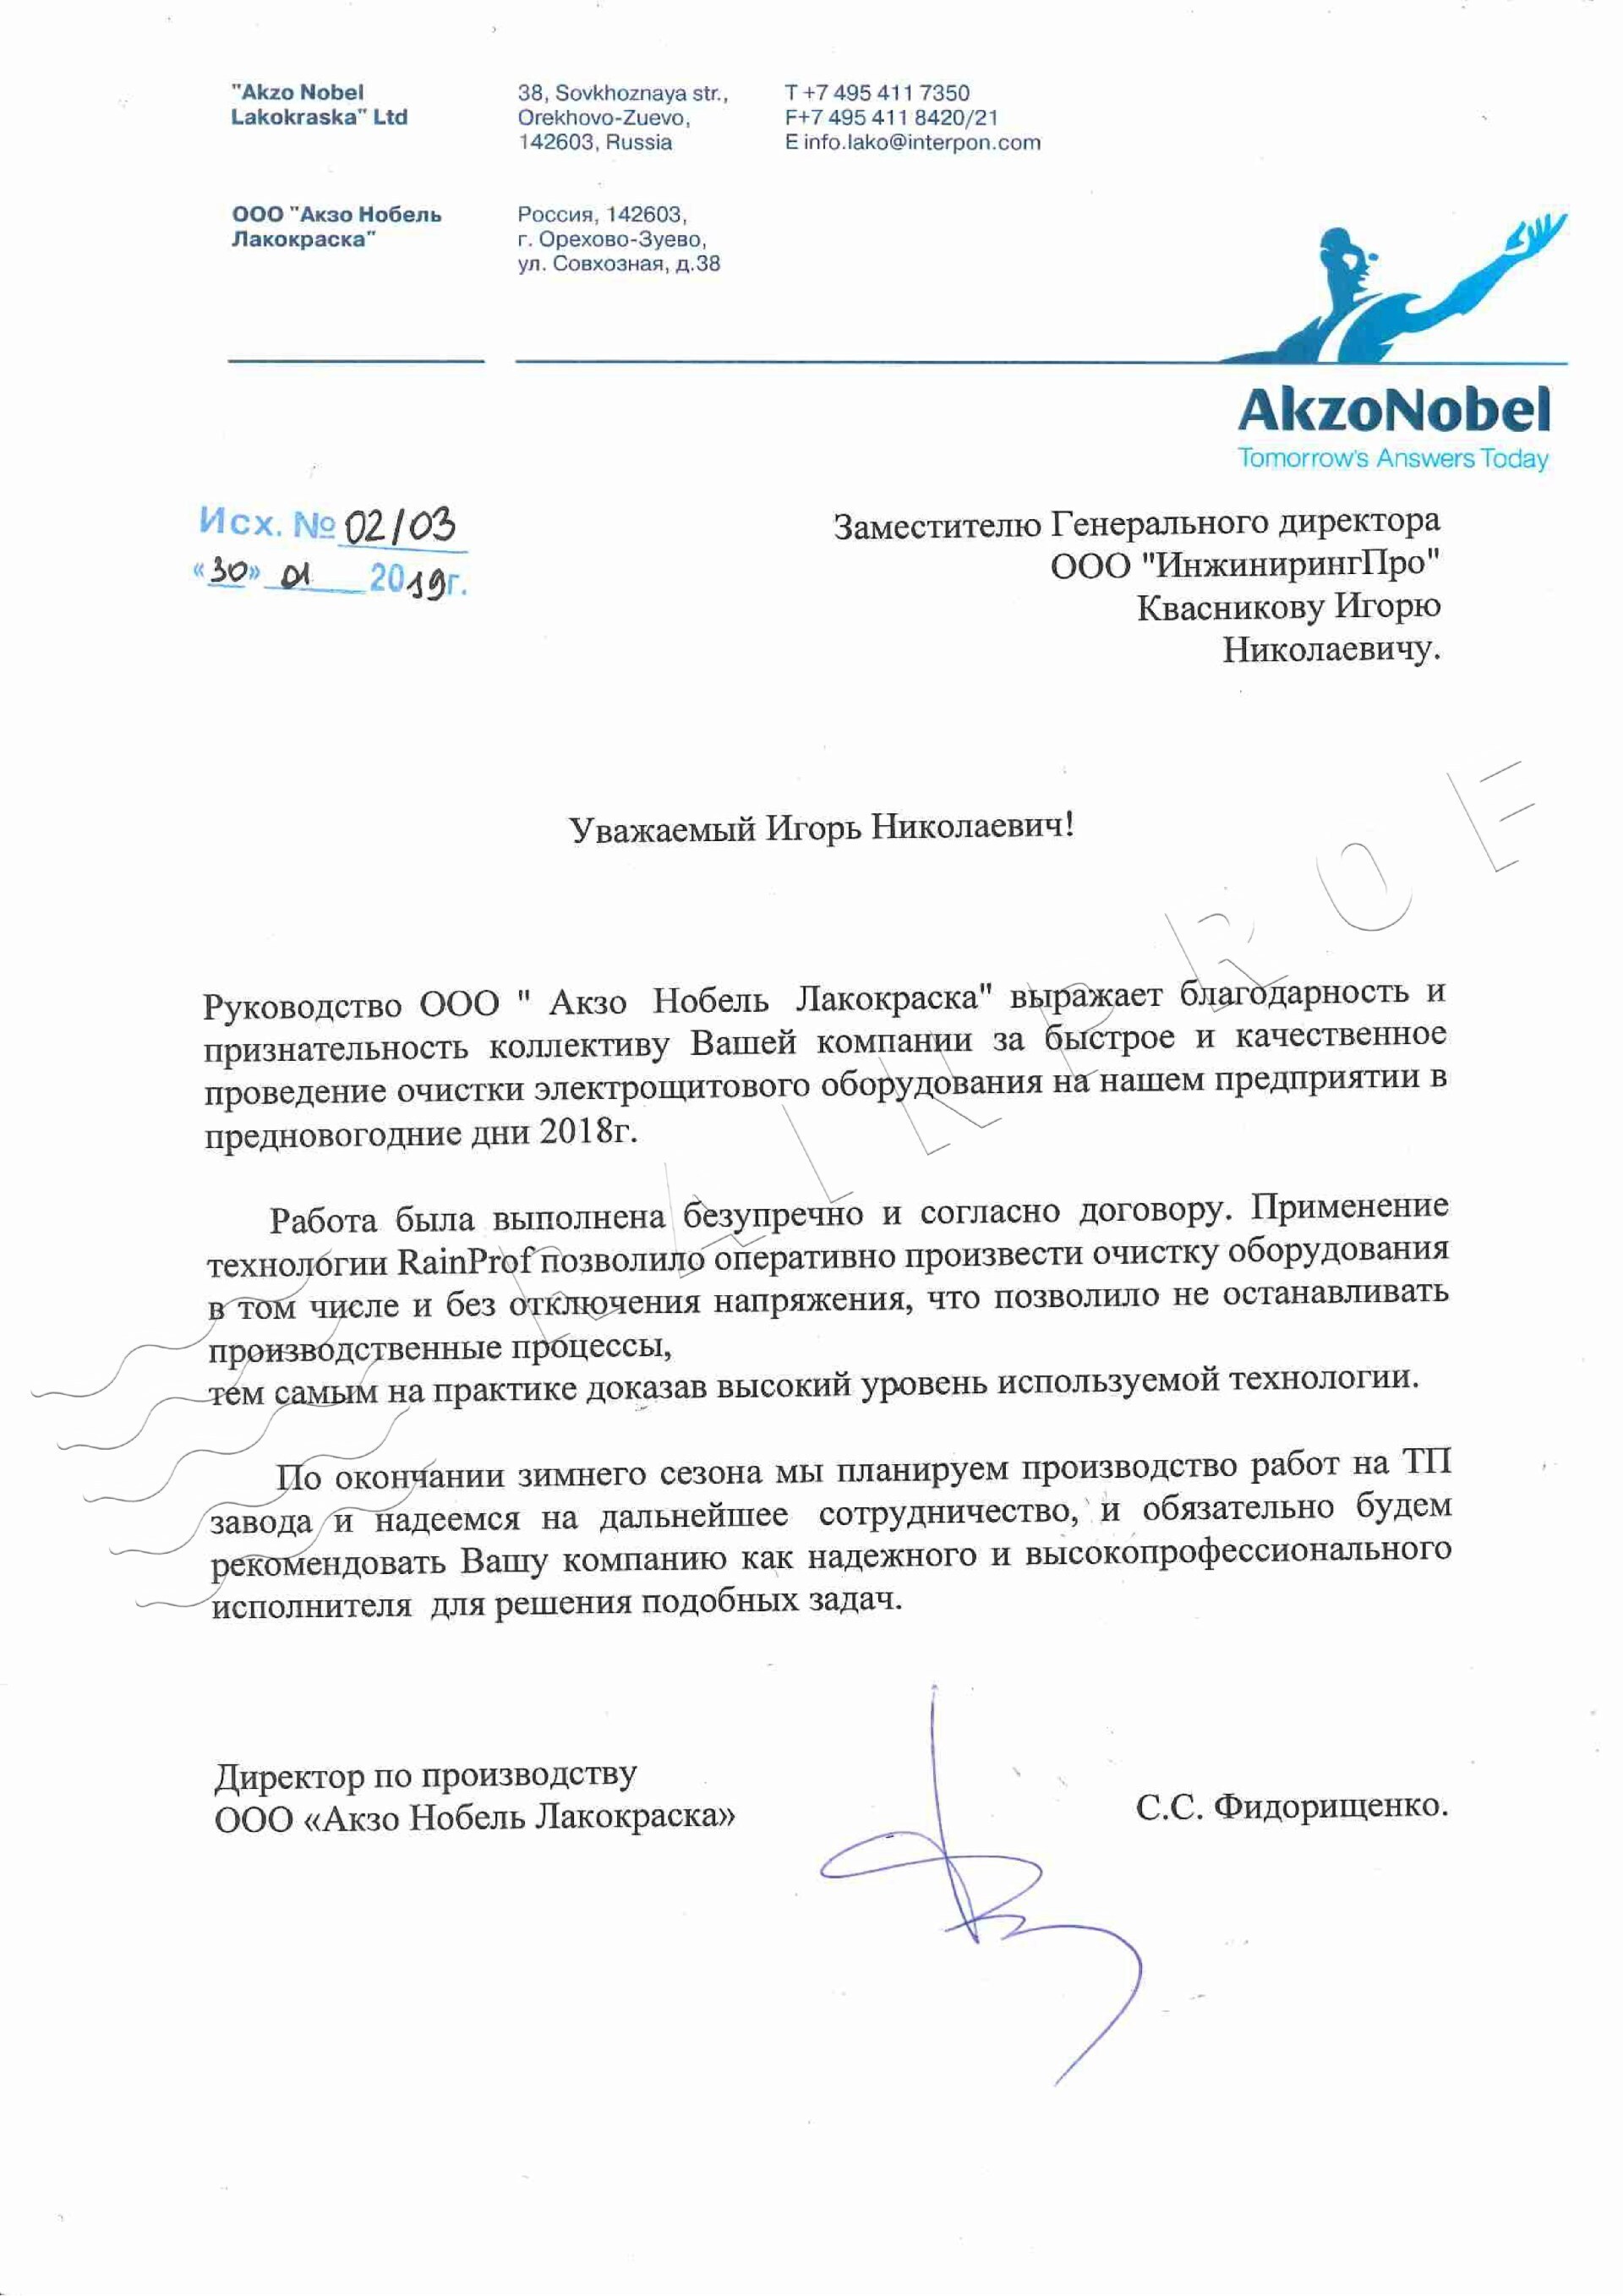 "Akzo Nobel
Lakokraska" Ltd
38, Sovkhoznaya str.,
Orekhovo-Zuevo,
142603, Russia
T +7 495 411 7350
F+7 495 411 8420/21
E info.lako@interpon.com
ООО "Акзо Нобель
Лакокраска"
Россия, 142603,
г. Орехово-Зуево,
ул. Совхозная, д.38
AkzoNobel
Tomorrow's Answers Today
Исх. № 02/03
«30» 01 2019г.
Заместителю Генерального директора
ООО "ИнжинирингПро"
Квасникову Игорю
Николаевичу.
Уважаемый Игорь Николаевич!
Руководство ООО " Акзо Нобель Лакокраска" выражает благодарность и
признательность коллективу Вашей компании за быстрое и качественное
проведение очистки электрощитового оборудования на нашем предприятии в
предновогодние дни 2018г.
Работа была выполнена безупречно и согласно договору. Применение
технологии RainProf позволило оперативно произвести очистку оборудования
в том числе и без отключения напряжения, что позволило не останавливать
производственные процессы,
тем самым на практике доказав высокий уровень используемой технологии.
По окончании зимнего сезона мы планируем производство работ на ТП
завода и надеемся на дальнейшее сотрудничество, и обязательно будем
рекомендовать Вашу компанию как надежного и высокопрофессионального
исполнителя для решения подобных задач.
Директор по производству
ООО «Акзо Нобель Лакокраска»
С.С. Фидорищенко.